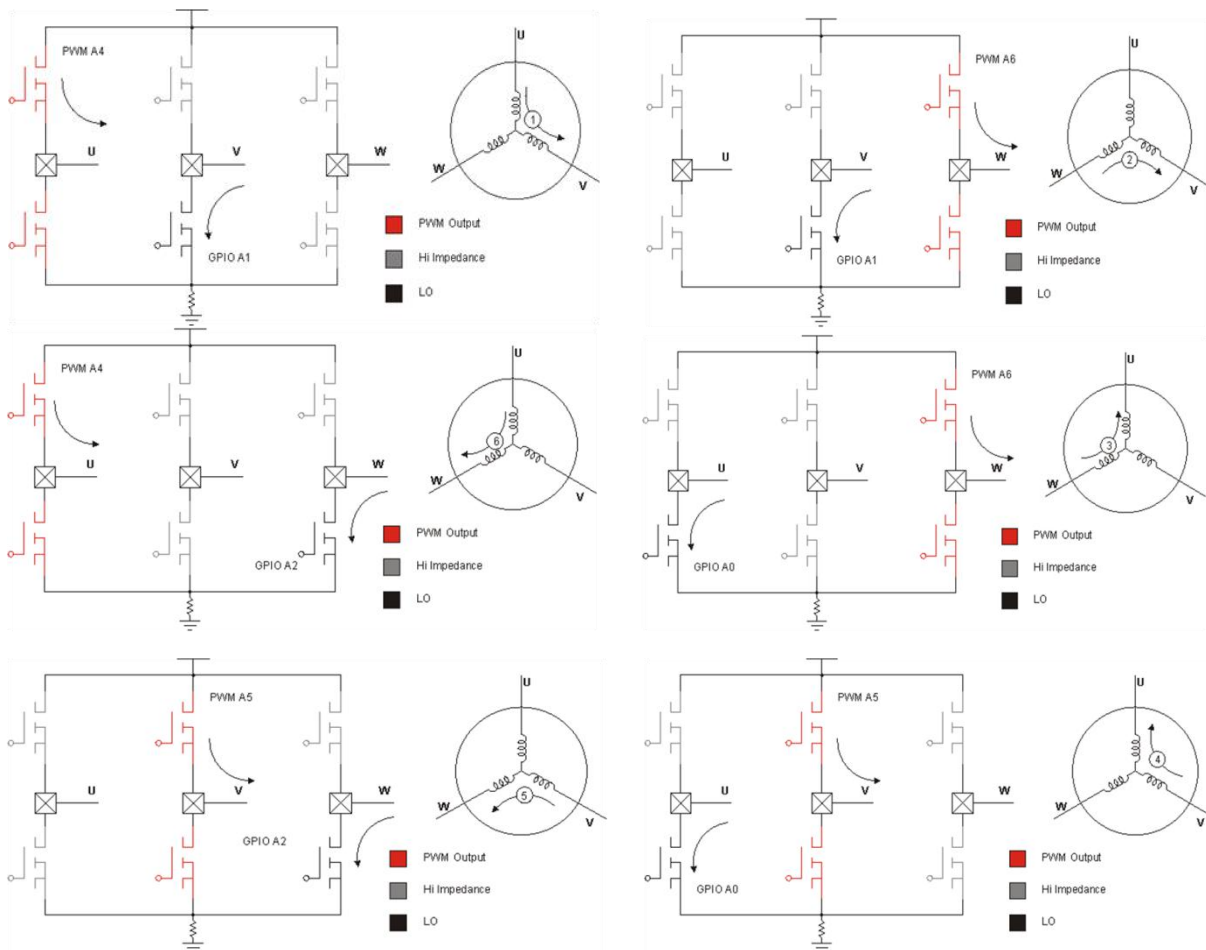 PWM A4
U
V
W
GPIO A1
PWM Output
Hi Impedance
LO
U
1
W
V
PWM A6
U
V
W
GPIO A1
PWM Output
Hi Impedance
LO
U
2
W
V
PWM A4
U
V
W
GPIO A2
PWM Output
Hi Impedance
LO
U
6
W
V
PWM A6
U
V
W
GPIO A0
PWM Output
Hi Impedance
LO
U
3
W
V
PWM A5
U
V
W
GPIO A2
PWM Output
Hi Impedance
LO
U
5
W
V
PWM A5
U
V
W
GPIO A0
PWM Output
Hi Impedance
LO
U
4
W
V